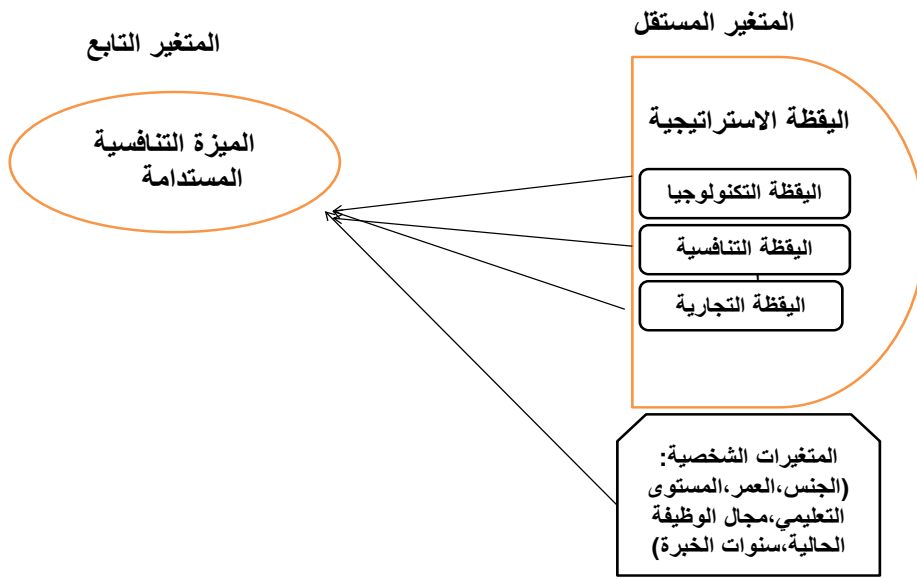 المتغير المستقل
المتغير التابع
اليقظة الاستراتيجية
اليقظة التكنولوجيا
اليقظة التنافسية
اليقظة التجارية
الميزة التنافسية
المستدامة
المتغيرات الشخصية:
(الجنس،العمر،المستوى
التعليمي،مجال الوظيفة
الحالية،سنوات الخبرة)